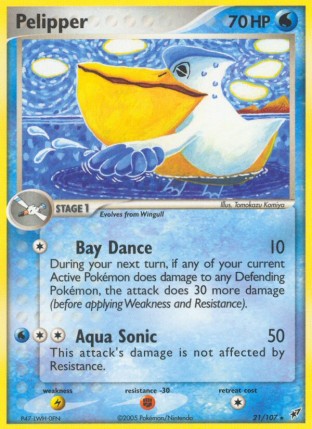 Pelipper 70 HP
Illus. Tomokazu Komiya
STAGE 1
Evolves from Wingull
Bay Dance 10
During your next turn, if any of your current
Active Pokémon does damage to any Defending
Pokémon, the attack does 30 more damage
(before applying Weakness and Resistance).
Aqua Sonic 50
This attack's damage is not affected by
Resistance.
weakness resistance -30 retreat cost
©2005 Pokémon/Nintendo 21/107